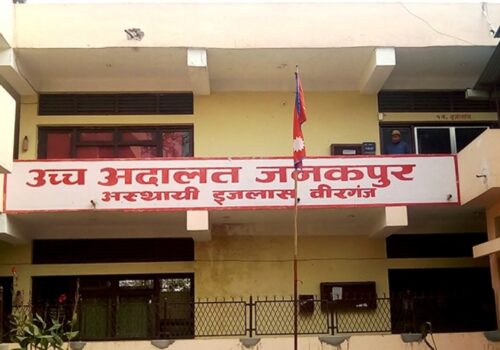 उच्च अदालत जनकपुर
अस्थायी इजलास वीरगंज